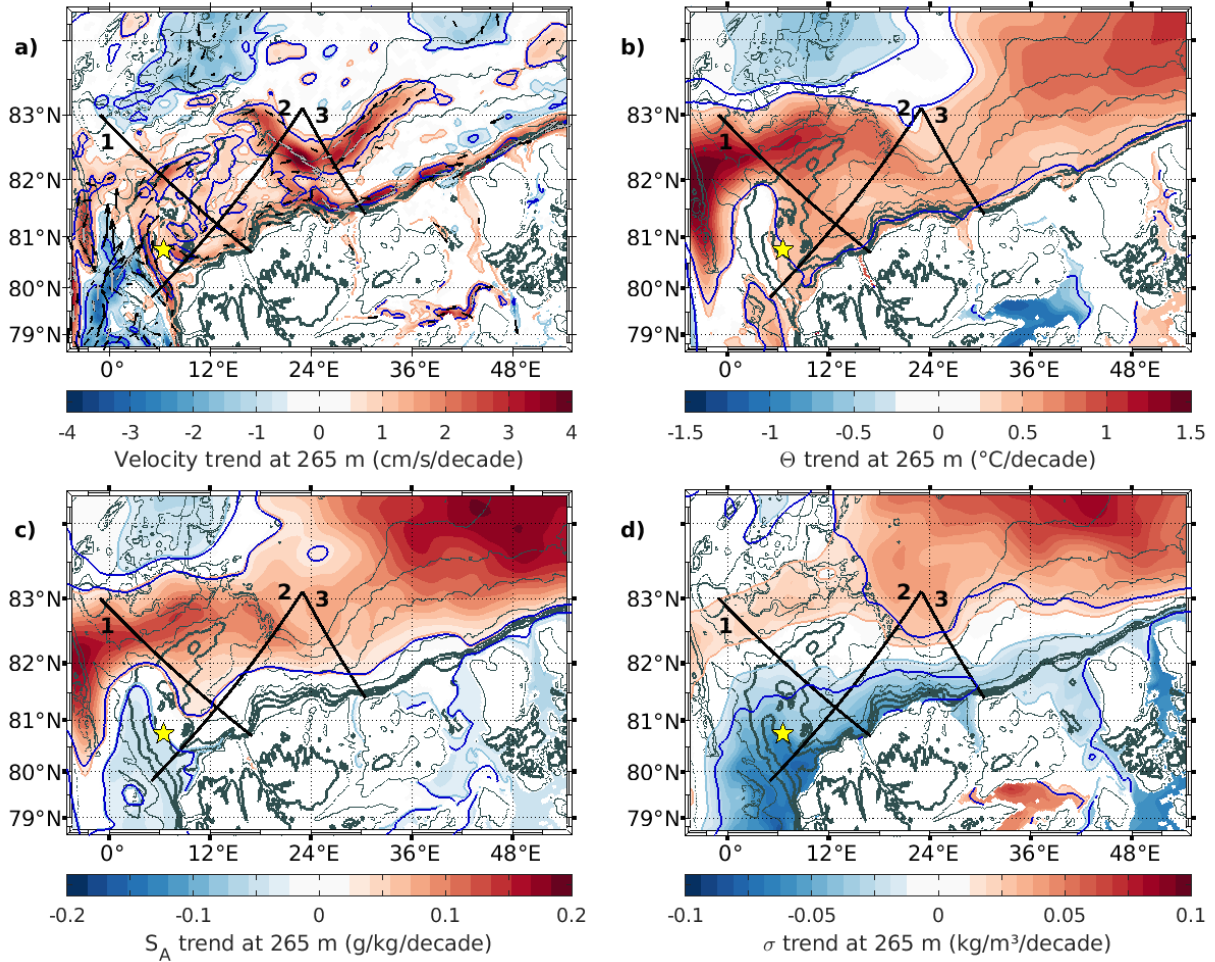 a)
83°N
82°N
81°N
80°N
79°N
1
2
3
0° 12°E 24°E 36°E 48°E
-4 -3 -2 -1 0 1 2 3 4
Velocity trend at 265 m (cm/s/decade)
b)
83°N
82°N
81°N
80°N
79°N
1
2
3
0° 12°E 24°E 36°E 48°E
-1.5 -1 -0.5 0 0.5 1 1.5
Θ trend at 265 m (°C/decade)
c)
83°N
82°N
81°N
80°N
79°N
1
2
3
0° 12°E 24°E 36°E 48°E
-0.2 -0.1 0 0.1 0.2
S_A trend at 265 m (g/kg/decade)
d)
83°N
82°N
81°N
80°N
79°N
1
2
3
0° 12°E 24°E 36°E 48°E
-0.1 -0.05 0 0.05 0.1
σ trend at 265 m (kg/m³/decade)